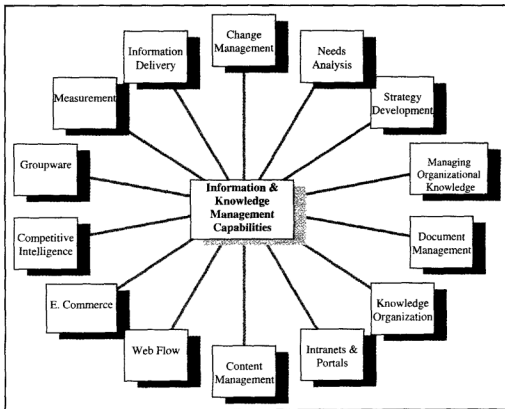 Change
Management
Needs
Analysis
Strategy
Development
Managing
Organizational
Knowledge
Document
Management
Knowledge
Organization
Intranets &
Portals
Content
Management
Web Flow
E. Commerce
Competitive
Intelligence
Groupware
Measurement
Information
Delivery
Information &
Knowledge
Management
Capabilities